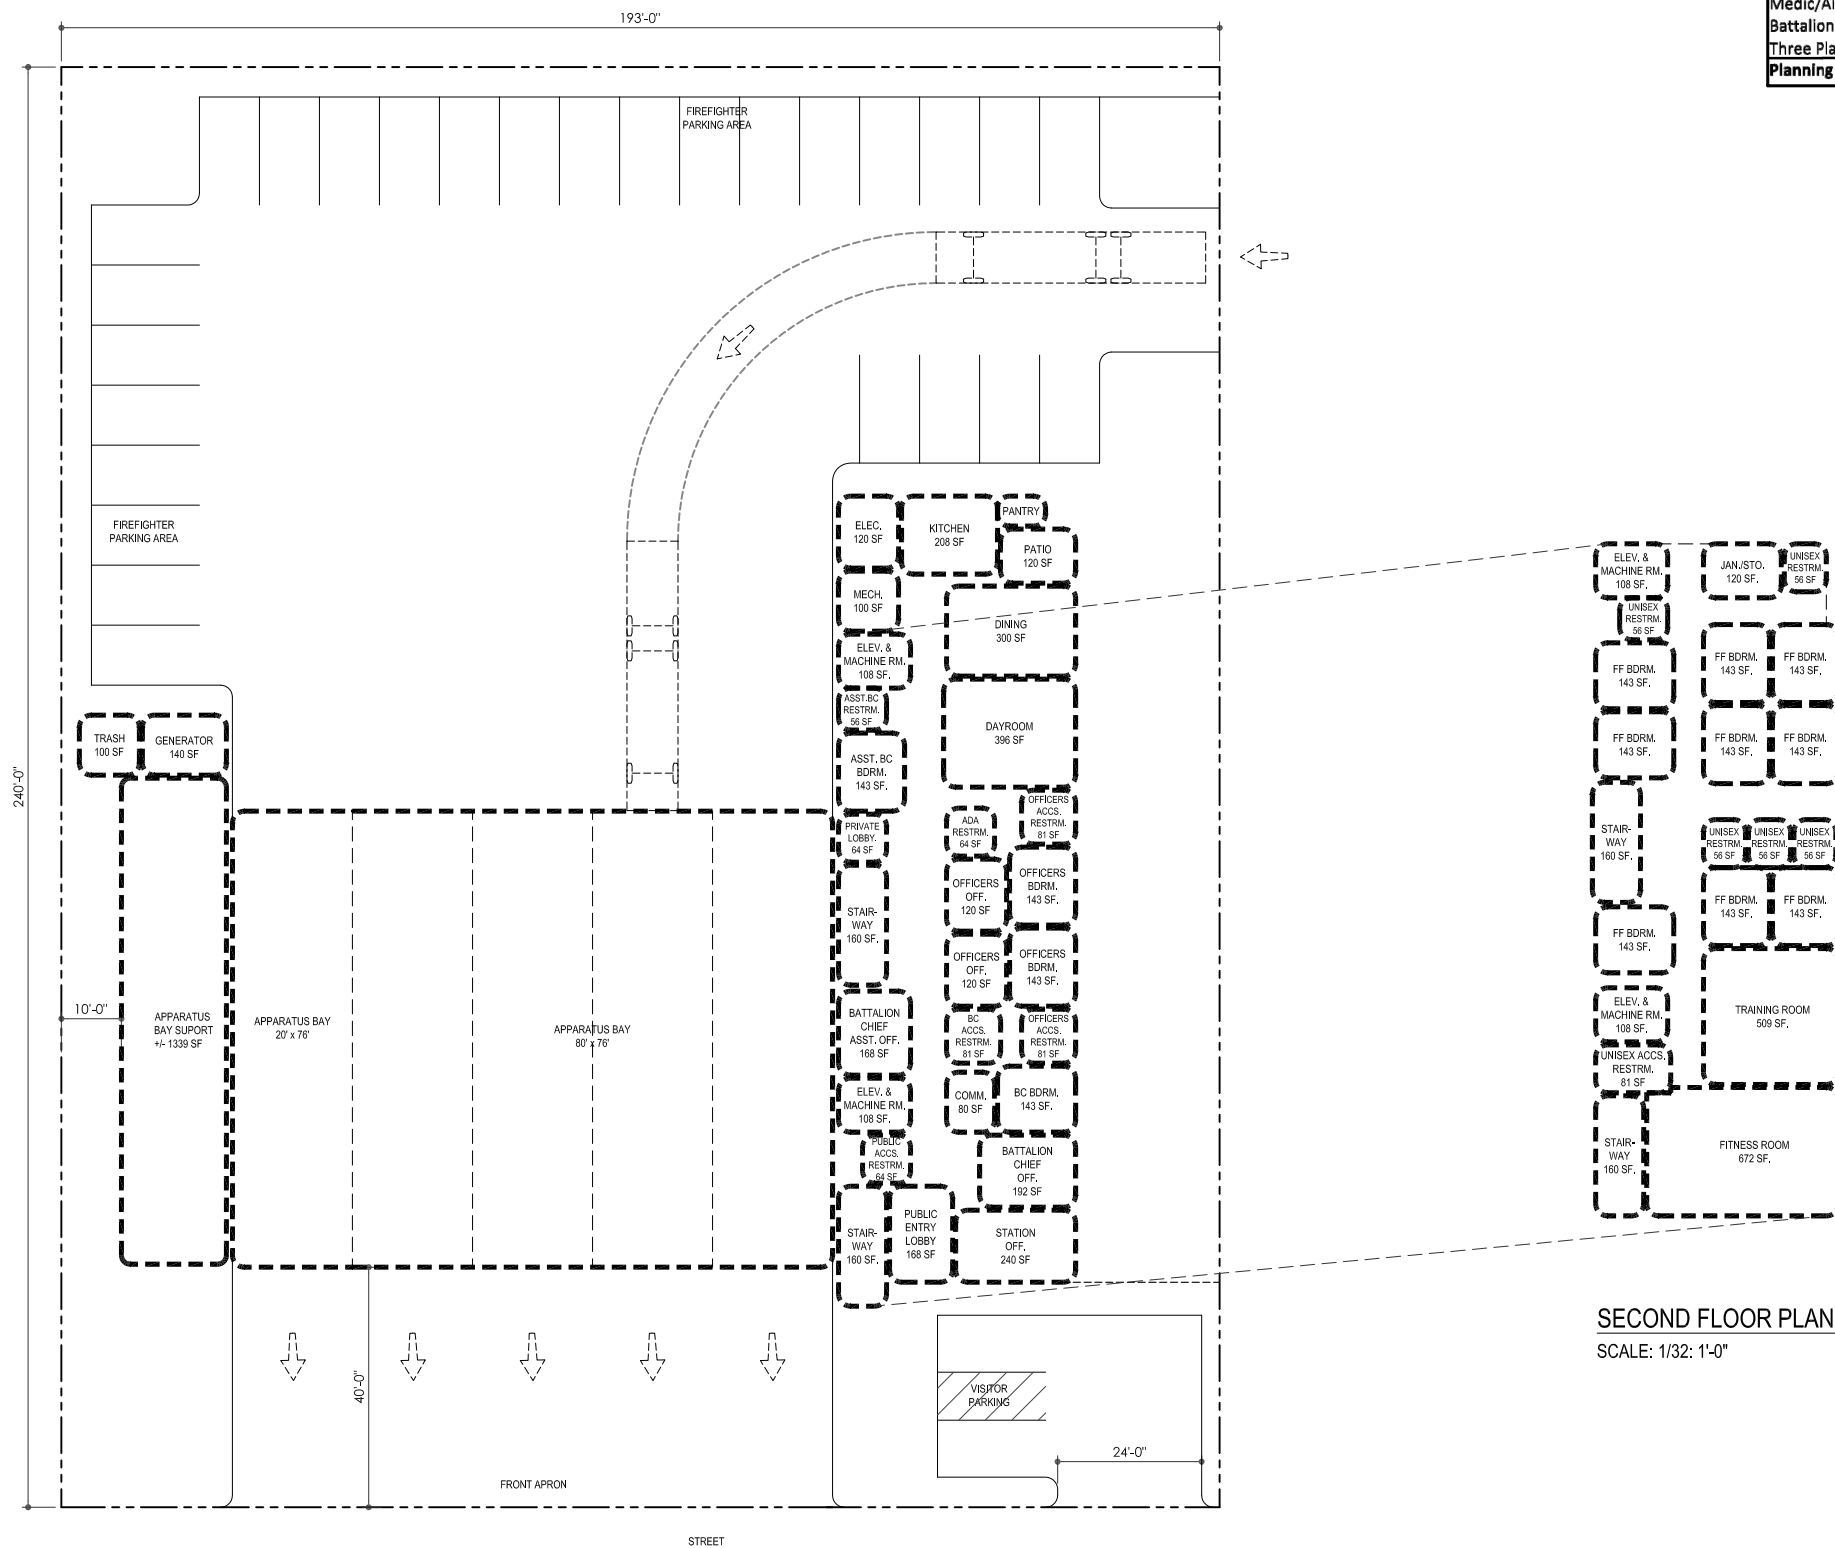 193'-0"
Medic/A
Battalion
Three Pla
Planning
FIREFIGHTER
PARKING AREA
240'-0"
FIREFIGHTER
PARKING AREA
ELEC.
120 SF
KITCHEN
208 SF
PANTRY
PATIO
120 SF
MECH.
100 SF
DINING
300 SF
ELEV. &
MACHINE RM.
108 SF.
ASST.BC
RESTRM.
56 SF
DAYROOM
396 SF
TRASH
100 SF
GENERATOR
140 SF
ASST. BC
BDRM.
143 SF.
OFFICERS
ACCS.
RESTRM.
81 SF
PRIVATE
LOBBY.
64 SF
ADA
RESTRM.
64 SF
OFFICERS
OFF.
120 SF
OFFICERS
BDRM.
143 SF.
STAIR-
WAY
160 SF.
OFFICERS
OFF.
120 SF
OFFICERS
BDRM.
143 SF.
10'-0"
APPARATUS
BAY SUPORT
+/- 1339 SF
APPARATUS BAY
20' x 76'
APPARATUS BAY
80' x 76'
BATTALION
CHIEF
ASST. OFF.
168 SF
BC
ACCS.
RESTRM.
81 SF
OFFICERS
ACCS.
RESTRM.
81 SF
ELEV. &
MACHINE RM.
108 SF.
COMM.
80 SF
BC BDRM.
143 SF.
PUBLIC
ACCS.
RESTRM.
64 SF
BATTALION
CHIEF
OFF.
192 SF
STAIR-
WAY
160 SF.
PUBLIC
ENTRY
LOBBY
168 SF
STATION
OFF.
240 SF
40'-0"
VISITOR
PARKING
24'-0"
FRONT APRON
STREET
ELEV. &
MACHINE RM.
108 SF.
JAN./STO.
120 SF.
UNISEX
RESTRM.
56 SF
UNISEX
RESTRM.
56 SF
FF BDRM.
143 SF.
FF BDRM.
143 SF.
FF BDRM.
143 SF.
FF BDRM.
143 SF.
FF BDRM.
143 SF.
FF BDRM.
143 SF.
STAIR-
WAY
160 SF.
UNISEX
RESTRM.
56 SF
UNISEX
RESTRM.
56 SF
UNISEX
RESTRM.
56 SF
FF BDRM.
143 SF.
FF BDRM.
143 SF.
FF BDRM.
143 SF.
ELEV. &
MACHINE RM.
108 SF.
TRAINING ROOM
509 SF.
UNISEX ACCS.
RESTRM.
81 SF
STAIR-
WAY
160 SF.
FITNESS ROOM
672 SF.
SECOND FLOOR PLAN
SCALE: 1/32: 1'-0"